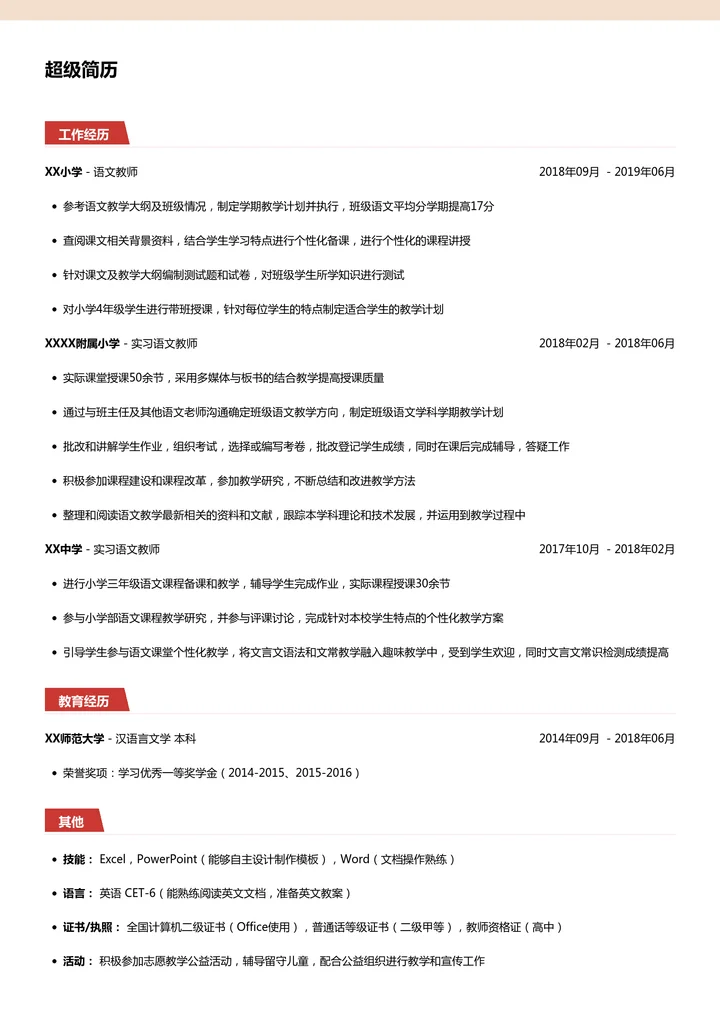 超级简历
工作经历
XX小学 - 语文教师 2018年09月 - 2019年06月
参考语文教学大纲及班级情况，制定学期教学计划并执行，班级语文平均分学期提高17分
查阅课文相关背景资料，结合学生学习特点进行个性化备课，进行个性化的课程讲授
针对课文及教学大纲编制测试题和试卷，对班级学生所学知识进行测试
对小学4年级学生进行带班授课，针对每位学生的特点制定适合学生的教学计划
XXXX附属小学 - 实习语文教师 2018年02月 - 2018年06月
实际课堂授课50余节，采用多媒体与板书的结合教学提高授课质量
通过与班主任及其他语文老师沟通确定班级语文教学方向，制定班级语文学科学期教学计划
批改和讲解学生作业，组织考试，选择或编写考卷，批改登记学生成绩，同时在课后完成辅导，答疑工作
积极参加课程建设和课程改革，参加教学研究，不断总结和改进教学方法
整理和阅读语文教学最新相关的资料和文献，跟踪本学科理论和技术发展，并运用到教学过程中
XX中学 - 实习语文教师 2017年10月 - 2018年02月
进行小学三年级语文课程备课和教学，辅导学生完成作业，实际课程授课30余节
参与小学部语文课程教学研究，并参与评课讨论，完成针对本校学生特点的个性化教学方案
引导学生参与语文课堂个性化教学，将文言文语法和文常教学融入趣味教学中，受到学生欢迎，同时文言文常识检测成绩提高
教育经历
XX师范大学 - 汉语言文学 本科 2014年09月 - 2018年06月
荣誉奖项：学习优秀一等奖学金（2014-2015、2015-2016）
其他
技能： Excel，PowerPoint（能够自主设计制作模板），Word（文档操作熟练）
语言： 英语 CET-6（能熟练阅读英文文档，准备英文教案）
证书/执照： 全国计算机二级证书（Office使用），普通话等级证书（二级甲等），教师资格证（高中）
活动： 积极参加志愿教学公益活动，辅导留守儿童，配合公益组织进行教学和宣传工作